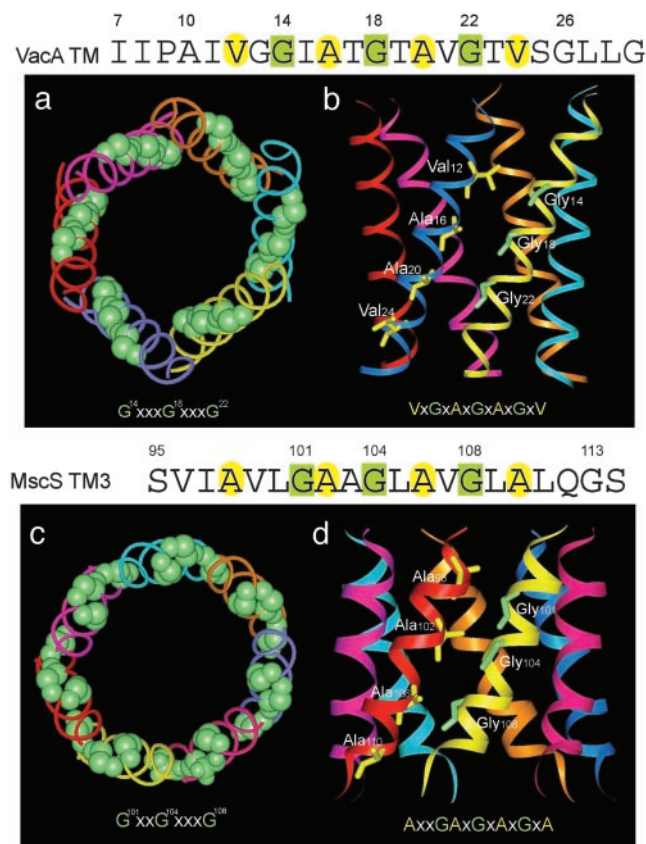 7 10 14 18 22 26
VacA TM IIPAIVGGIATGTAVGTVSGLLG
a
b
Val12
Gly14
Ala16
Gly18
Ala20
Gly22
Val24
G14xxxG18xxxG22
VxGxAxGxAxGxV
95 101 104 108 113
MscS TM3 SVIAVLGAAGLAVGLALQGS
c
d
Ala98
Gly101
Ala102
Gly104
Ala106
Gly108
Ala110
G101xxG104xxxG108
AxxGAxGxAxGxA